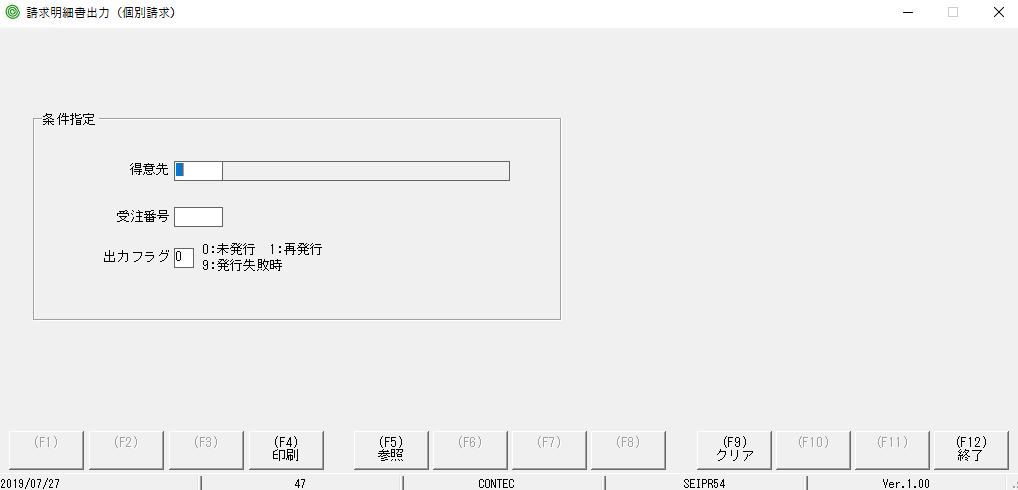 請求明細書出力（個別請求）
条件指定
得意先
受注番号
出力フラグ 0 0:未発行 1:再発行
9:発行失敗時
(F1) (F2) (F3) (F4) (F5) (F6) (F7) (F8) (F9) (F10) (F11) (F12)
印刷 参照 クリア 終了
2019/07/27 47 CONTEC SEIPR54 Ver.1.00